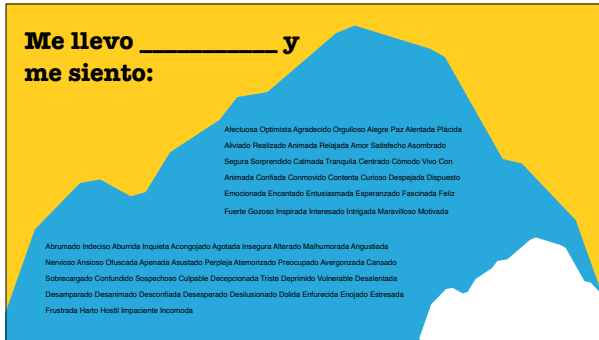 Me llevo ___________ y
me siento:
Afectuosa Optimista Agradecido Orgulloso Alegre Paz Alentada Plácida
Aliviado Realizado Animada Relajada Amor Satisfecho Asombrado
Segura Sorprendido Calmada Tranquila Centrado Cómodo Vivo Con
Animada Confiada Conmovido Contenta Curioso Despejada Dispuesto
Emocionada Encantado Entusiasmada Esperanzado Fascinada Feliz
Fuerte Gozoso Inspirada Interesado Intrigada Maravilloso Motivada
Abrumado Indeciso Aburrida Inquieta Acongojado Agotada Insegura Alterado Malhumorada Angustiada
Nervioso Ansioso Ofuscada Apenada Asustado Perpleja Atemorizado Preocupado Avergonzada Cansado
Sobrecargado Confundido Sospechoso Culpable Decepcionada Triste Deprimido Vulnerable Desalentada
Desamparado Desanimado Desconfiada Desesperado Desilusionado Dolida Enfurecida Enojado Estresada
Frustrada Harto Hostil Impaciente Incomoda